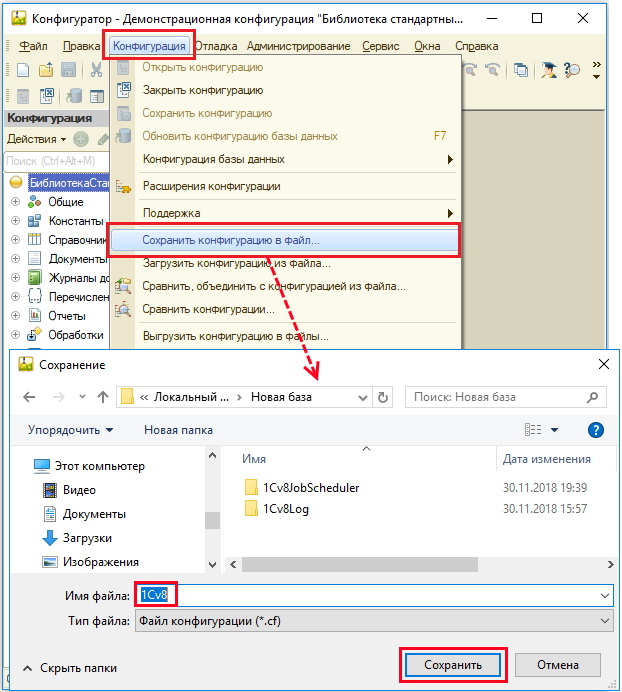 Конфигуратор - Демонстрационная конфигурация "Библиотека стандартны...
Файл Правка Конфигурация Отладка Администрирование Сервис Окна Справка
Открыть конфигурацию
Закрыть конфигурацию
Сохранить конфигурацию
Обновить конфигурацию базы данных F7
Конфигурация базы данных
Расширения конфигурации
Поддержка
Сохранить конфигурацию в файл...
Загрузить конфигурацию из файла...
Сравнить, объединить с конфигурацией из файла...
Сравнить конфигурации...
Выгрузить конфигурацию в файлы...
Конфигурация
Действия
Поиск (Ctrl+Alt+M)
БиблиотекаСтан
Общие
Константы
Справочник
Документы
Журналы до
Перечислен
Отчеты
Обработки
Сохранение
« Локальный ... > Новая база
Поиск: Новая база
Упорядочить Новая папка
Этот компьютер
Видео
Документы
Загрузки
Изображения
Имя Дата изменения
1Cv8JobScheduler 30.11.2018 19:39
1Cv8Log 30.11.2018 15:57
Имя файла: 1Cv8
Тип файла: Файл конфигурации (*.cf)
Скрыть папки
Сохранить
Отмена